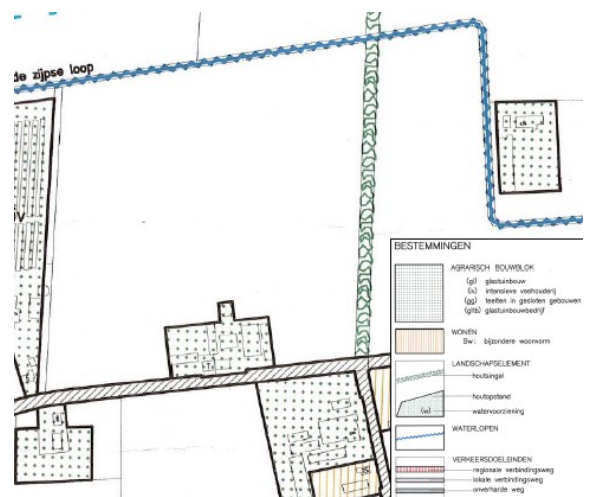 de zijpse loop
BESTEMMINGEN
AGRARISCH BOUWBLOK
(gl) glastuinbouw
(iv) intensieve veehouderij
(gg) teelten in gesloten gebouwen
(gltb) glastuinbouwbedrijf
WONEN
Bw: bijzondere woonvorm
LANDSCHAPSELEMENT
houtsingel
houtopstand
watervoorziening
(w)
WATERLOPEN
VERKEERSDOELEINDEN
regionale verbindingsweg
lokale verbindingsweg
onverharde weg